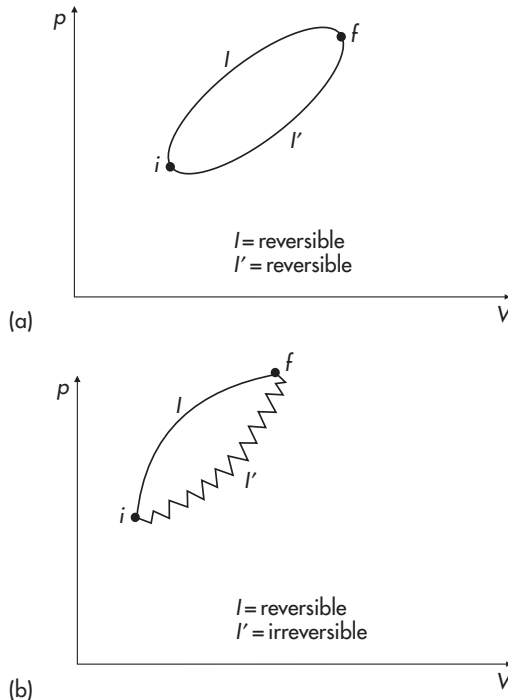 p
f
I
I′
i
I = reversible
I′ = reversible
(a)
V
f
p
I
I′
i
I = reversible
I′ = irreversible
(b)
V